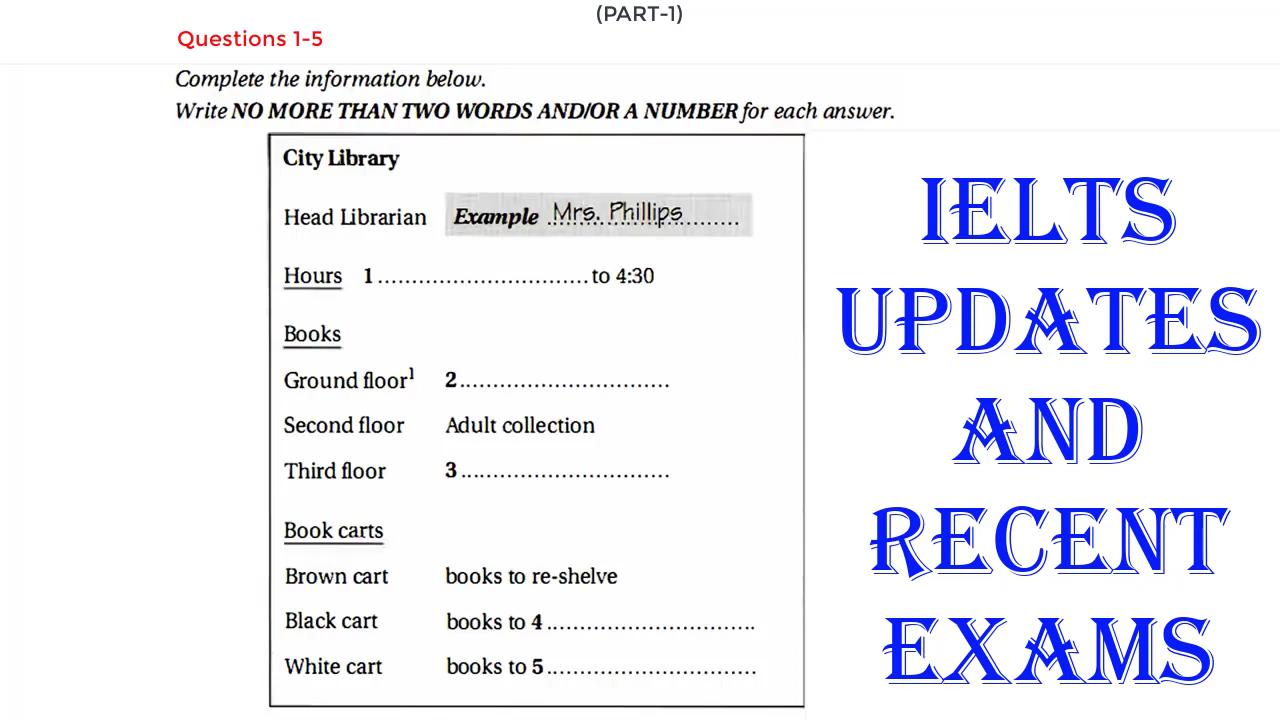 (PART-1)
Questions 1-5
Complete the information below.
Write NO MORE THAN TWO WORDS AND/OR A NUMBER for each answer.
City Library
Head Librarian Example Mrs. Phillips
Hours 1 ............................... to 4:30
Books
Ground floor¹ 2 ...............................
Second floor Adult collection
Third floor 3 ...............................
Book carts
Brown cart books to re-shelve
Black cart books to 4 ...............................
White cart books to 5 ...............................
IELTS
UPDATES
AND
RECENT
EXAMS